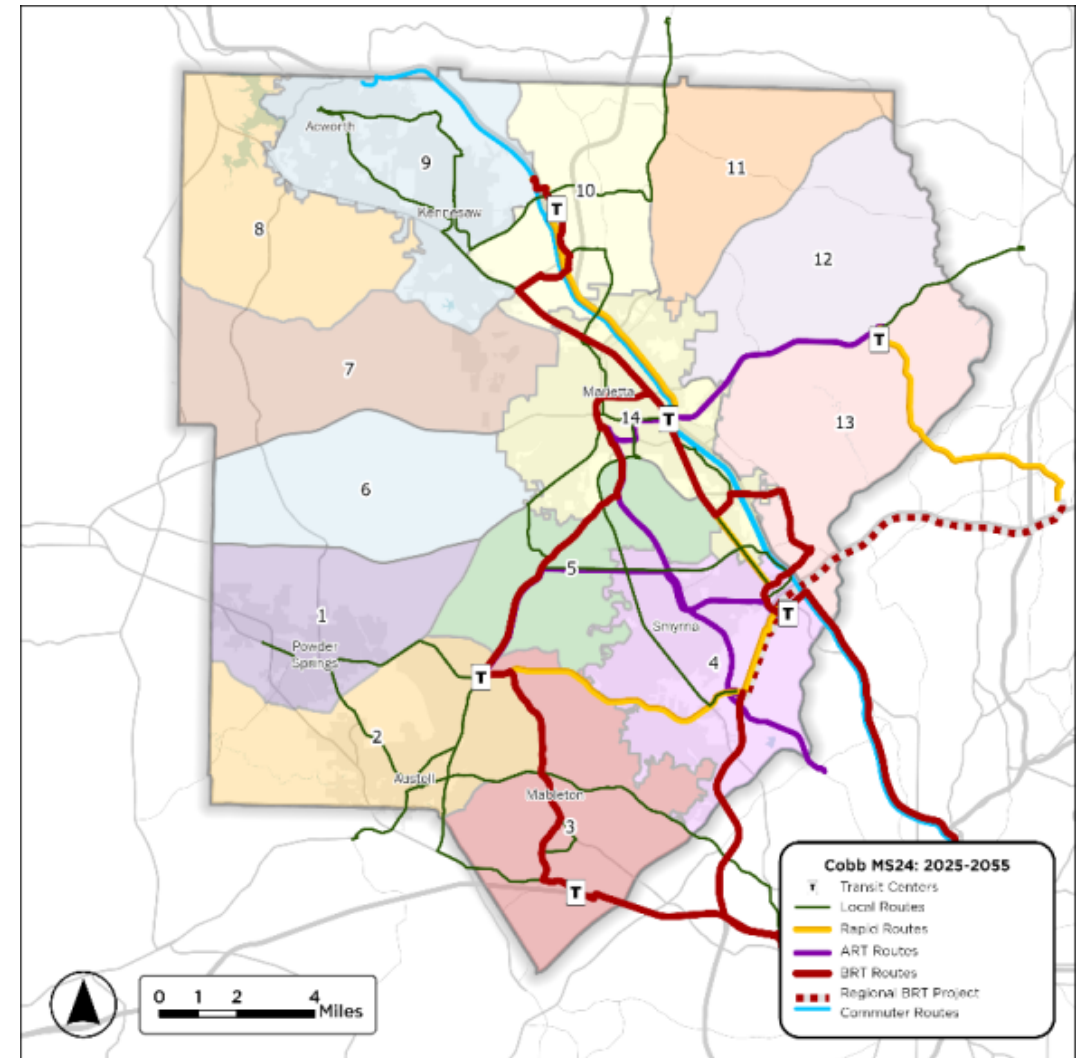 Acworth
9
10
11
T
Kennesaw
8
12
T
7
Marietta
14
T
13
6
5
1
T
Smyrna
Powder
Springs
4
T
2
Austell
Mableton
3
T
Cobb MS24: 2025-2055
T Transit Centers
Local Routes
Rapid Routes
ART Routes
BRT Routes
Regional BRT Project
Commuter Routes
0 1 2 4
Miles